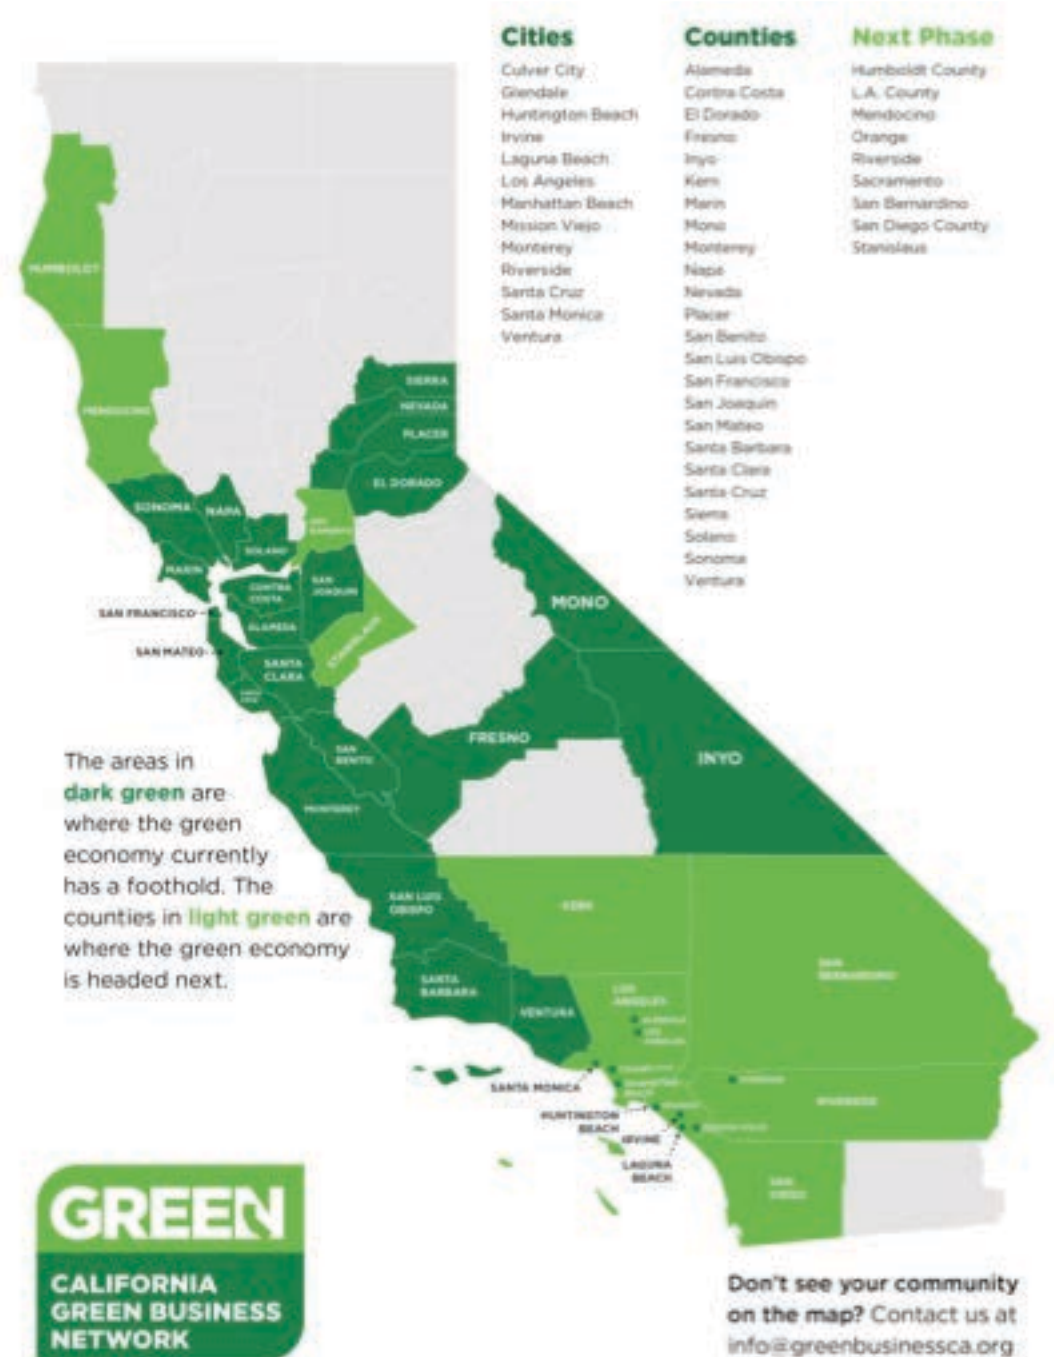 Cities
Culver City
Glendale
Huntington Beach
Irvine
Laguna Beach
Los Angeles
Manhattan Beach
Mission Viejo
Monterey
Riverside
Santa Cruz
Santa Monica
Ventura
Counties
Alameda
Contra Costa
El Dorado
Fresno
Inyo
Kern
Marin
Mono
Monterey
Napa
Nevada
Placer
San Benito
San Luis Obispo
San Francisco
San Joaquin
San Mateo
Santa Barbara
Santa Clara
Santa Cruz
Sierra
Solano
Sonoma
Ventura
Next Phase
Humboldt County
L.A. County
Mendocino
Orange
Riverside
Sacramento
San Bernardino
San Diego County
Stanislaus
HUMBOLDT
MENDOCINO
SIERRA
NEVADA
PLACER
EL DORADO
SONOMA
NAPA
SOLANO
MARIN
CONTRA
COSTA
SAN
JOAQUIN
SAN FRANCISCO
ALAMEDA
STANISLAUS
SAN MATEO
SANTA
CLARA
MONO
FRESNO
INYO
SAN
BENITO
MONTEREY
SAN LUIS
OBISPO
KERN
SANTA
BARBARA
VENTURA
LOS
ANGELES
SAN
BERNARDINO
RIVERSIDE
SANTA MONICA
HUNTINGTON
BEACH
IRVINE
LAGUNA
BEACH
SAN
DIEGO
The areas in
dark green are
where the green
economy currently
has a foothold. The
counties in light green are
where the green economy
is headed next.
GREEN
CALIFORNIA
GREEN BUSINESS
NETWORK
Don't see your community
on the map? Contact us at
info@greenbusinessca.org